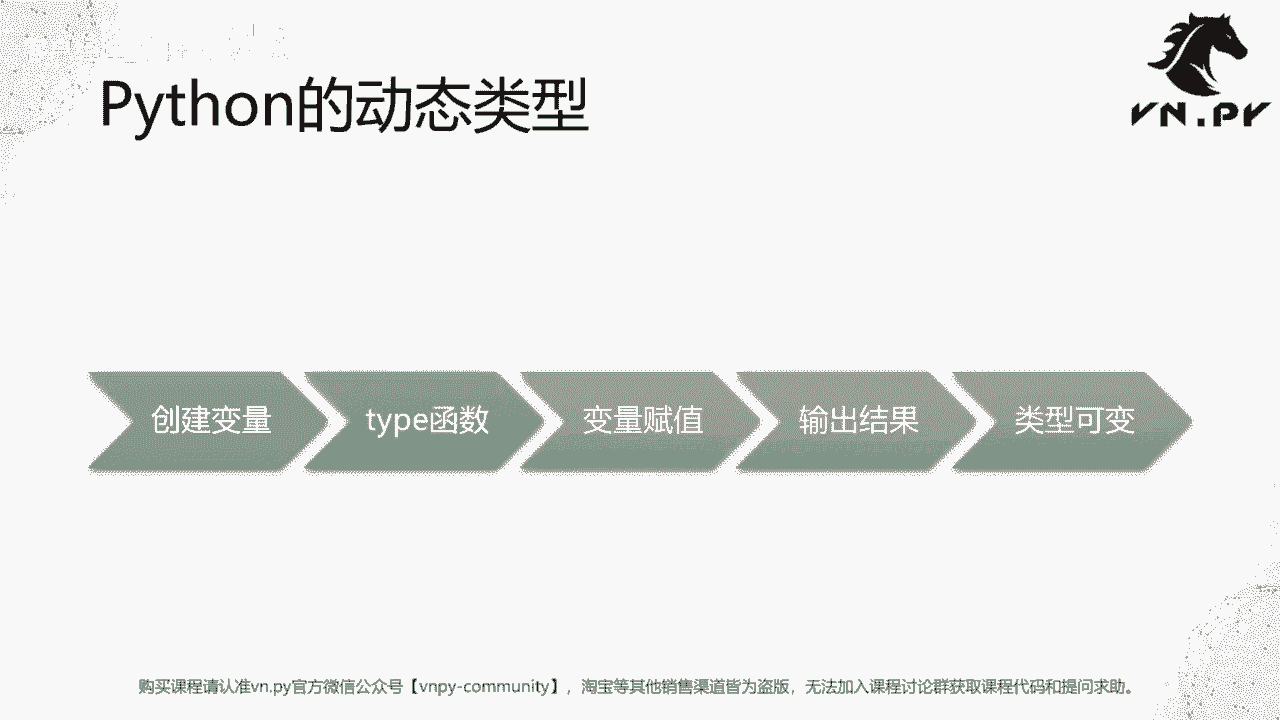 Python的动态类型
VN.PY
创建变量
type函数
变量赋值
输出结果
类型可变
购买课程请认准vn.py官方微信公众号【vnpy-community】，淘宝等其他销售渠道皆为盗版，无法加入课程讨论群获取课程代码和提问求助。